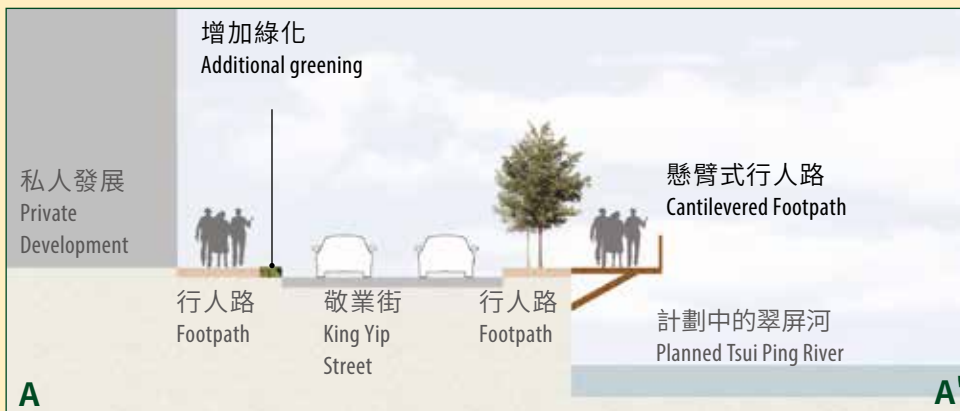 增加綠化
Additional greening
私人發展
Private
Development
懸臂式行人路
Cantilevered Footpath
行人路
Footpath
敬業街
King Yip
Street
行人路
Footpath
計劃中的翠屏河
Planned Tsui Ping River
A
A'